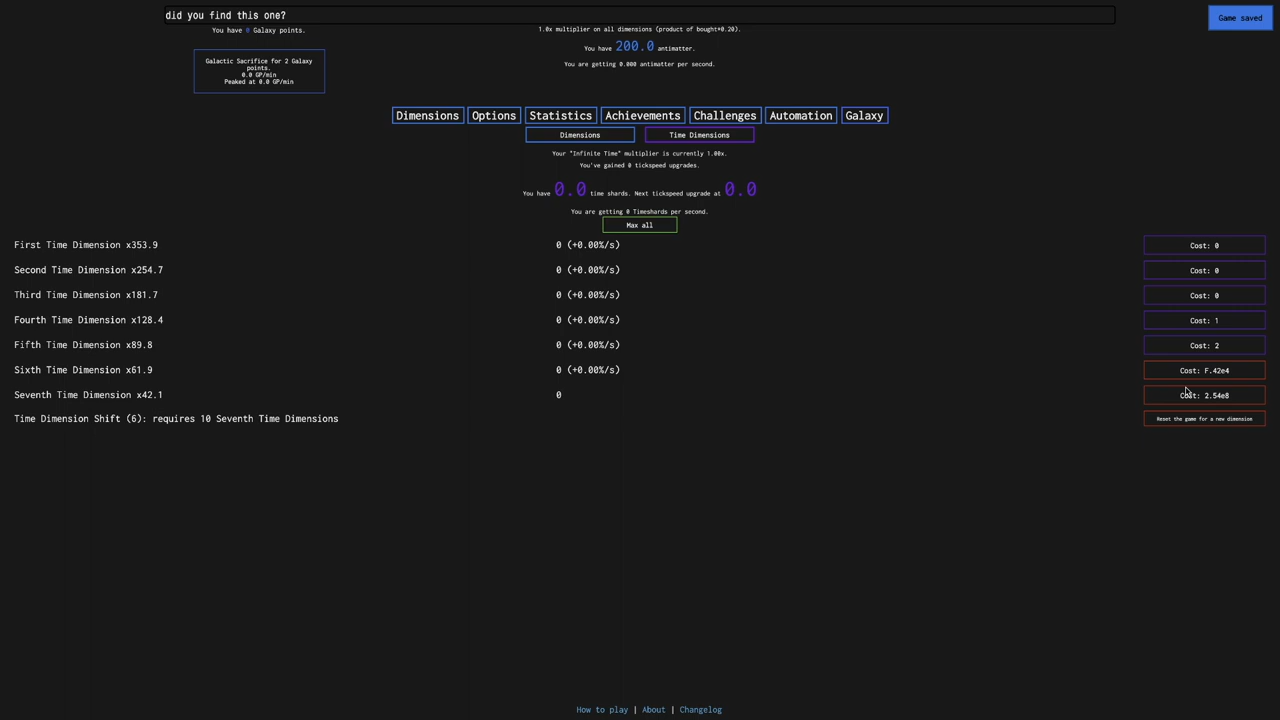 did you find this one?
Game saved
You have 0 Galaxy points.
1.0x multiplier on all dimensions (product of bought*0.20).
You have 200.0 antimatter.
Galactic Sacrifice for 2 Galaxy
points.
0.0 GP/min
Peaked at 0.0 GP/min
You are getting 0.000 antimatter per second.
Dimensions Options Statistics Achievements Challenges Automation Galaxy
Dimensions Time Dimensions
Your "Infinite Time" multiplier is currently 1.00x.
You've gained 0 tickspeed upgrades.
You have 0.0 time shards. Next tickspeed upgrade at 0.0
You are getting 0 Timeshards per second.
Max all
First Time Dimension x353.9 0 (+0.00%/s) Cost: 0
Second Time Dimension x254.7 0 (+0.00%/s) Cost: 0
Third Time Dimension x181.7 0 (+0.00%/s) Cost: 0
Fourth Time Dimension x128.4 0 (+0.00%/s) Cost: 1
Fifth Time Dimension x89.8 0 (+0.00%/s) Cost: 2
Sixth Time Dimension x61.9 0 (+0.00%/s) Cost: F.42e4
Seventh Time Dimension x42.1 0 Cost: 2.54e8
Time Dimension Shift (6): requires 10 Seventh Time Dimensions Reset the game for a new dimension
How to play | About | Changelog